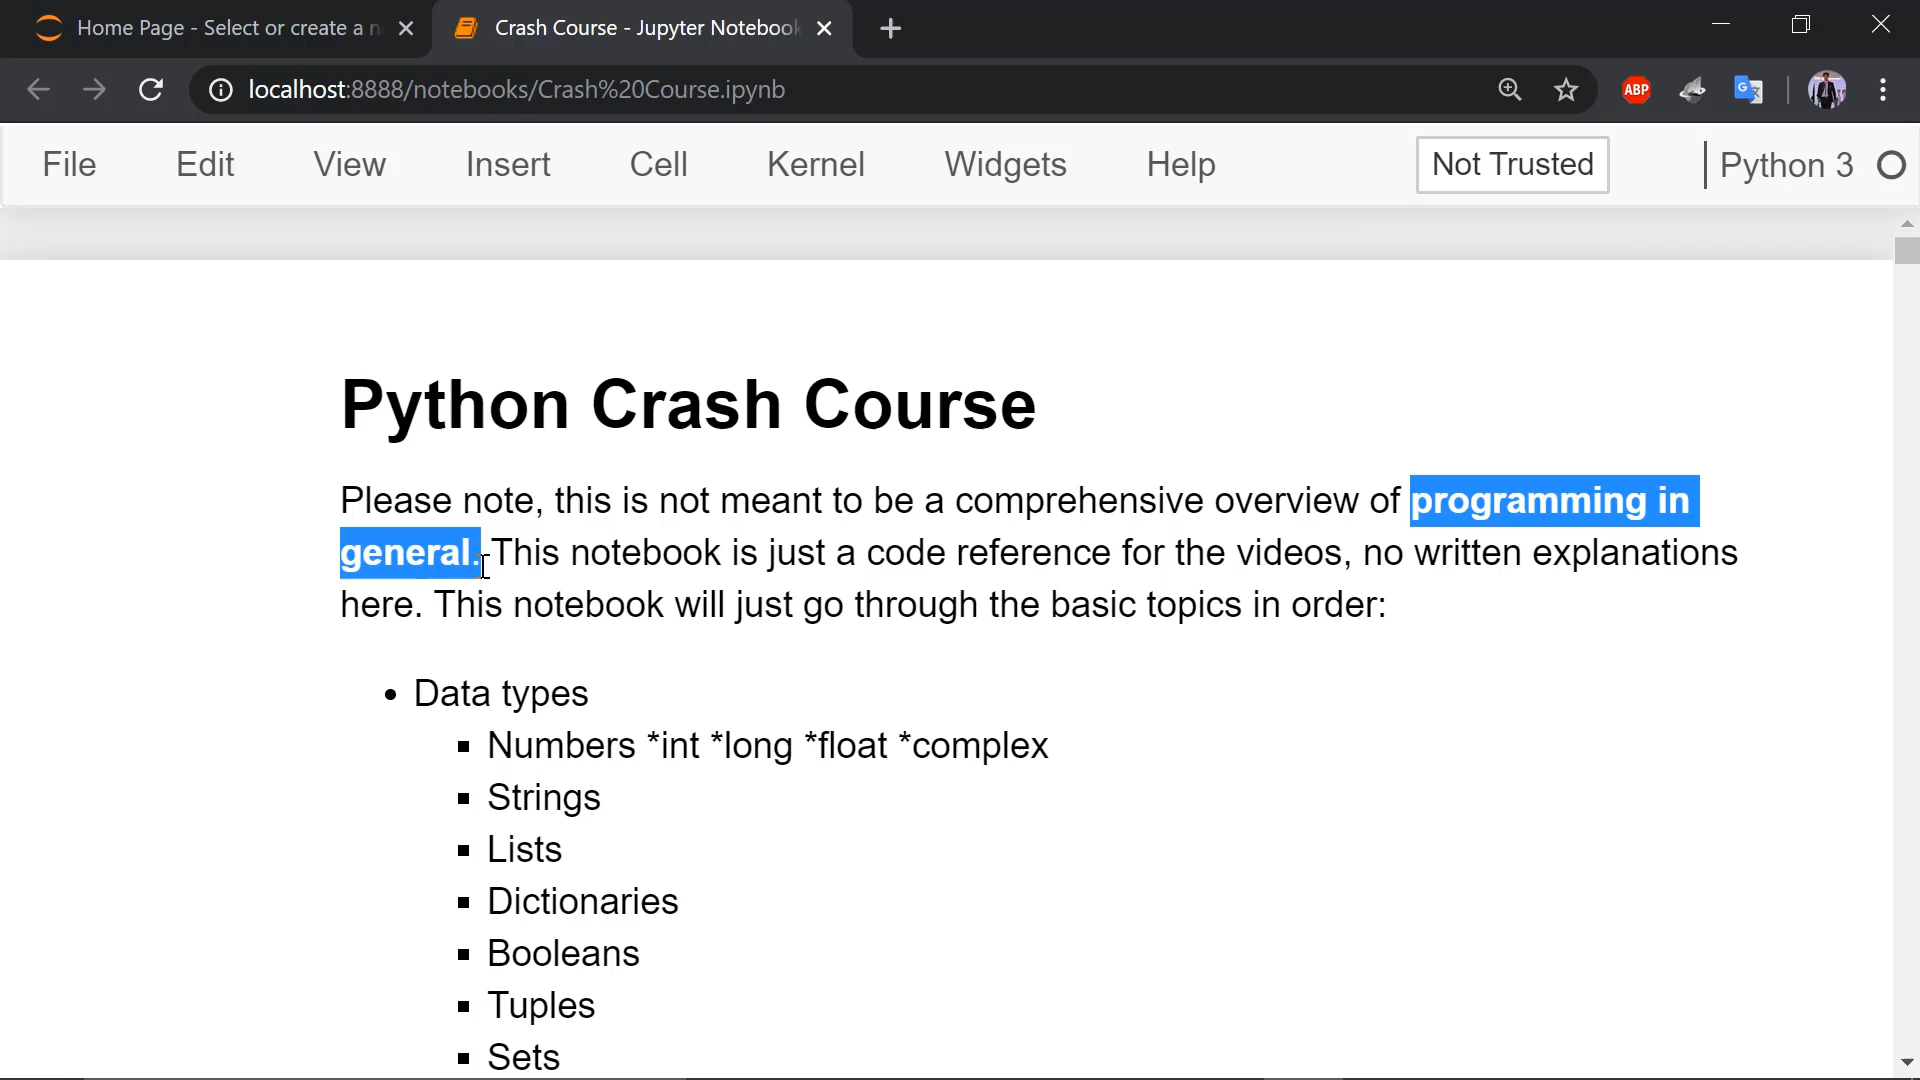 Home Page - Select or create a n
Crash Course - Jupyter Notebook
localhost:8888/notebooks/Crash%20Course.ipynb
ABP
File Edit View Insert Cell Kernel Widgets Help Not Trusted Python 3
Python Crash Course
Please note, this is not meant to be a comprehensive overview of programming in
general. This notebook is just a code reference for the videos, no written explanations
here. This notebook will just go through the basic topics in order:
• Data types
▪ Numbers *int *long *float *complex
▪ Strings
▪ Lists
▪ Dictionaries
▪ Booleans
▪ Tuples
▪ Sets